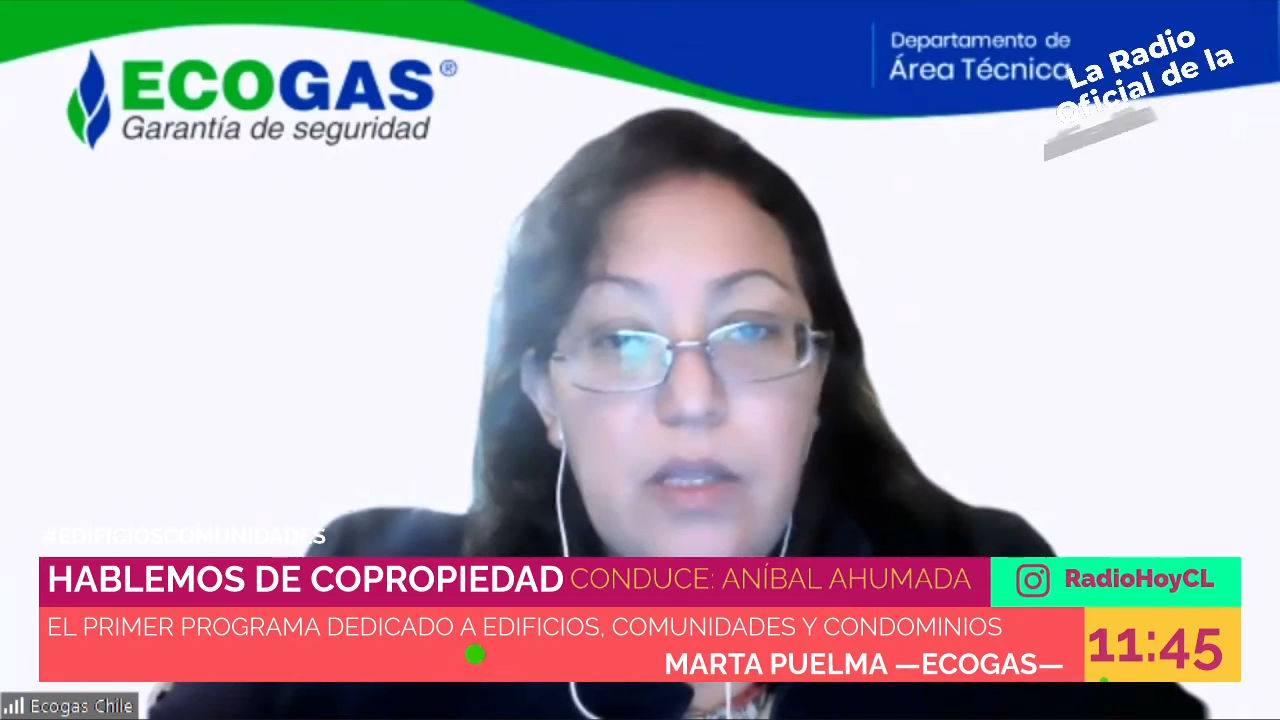 ECOGAS®
Garantía de seguridad
Departamento de
Área Técnica
La Radio
Oficial de la
#EDIFICIOSCOMUNIDADES
HABLEMOS DE COPROPIEDAD CONDUCE: ANÍBAL AHUMADA
RadioHoyCL
EL PRIMER PROGRAMA DEDICADO A EDIFICIOS, COMUNIDADES Y CONDOMINIOS
MARTA PUELMA —ECOGAS—
11:45
Ecogas Chile